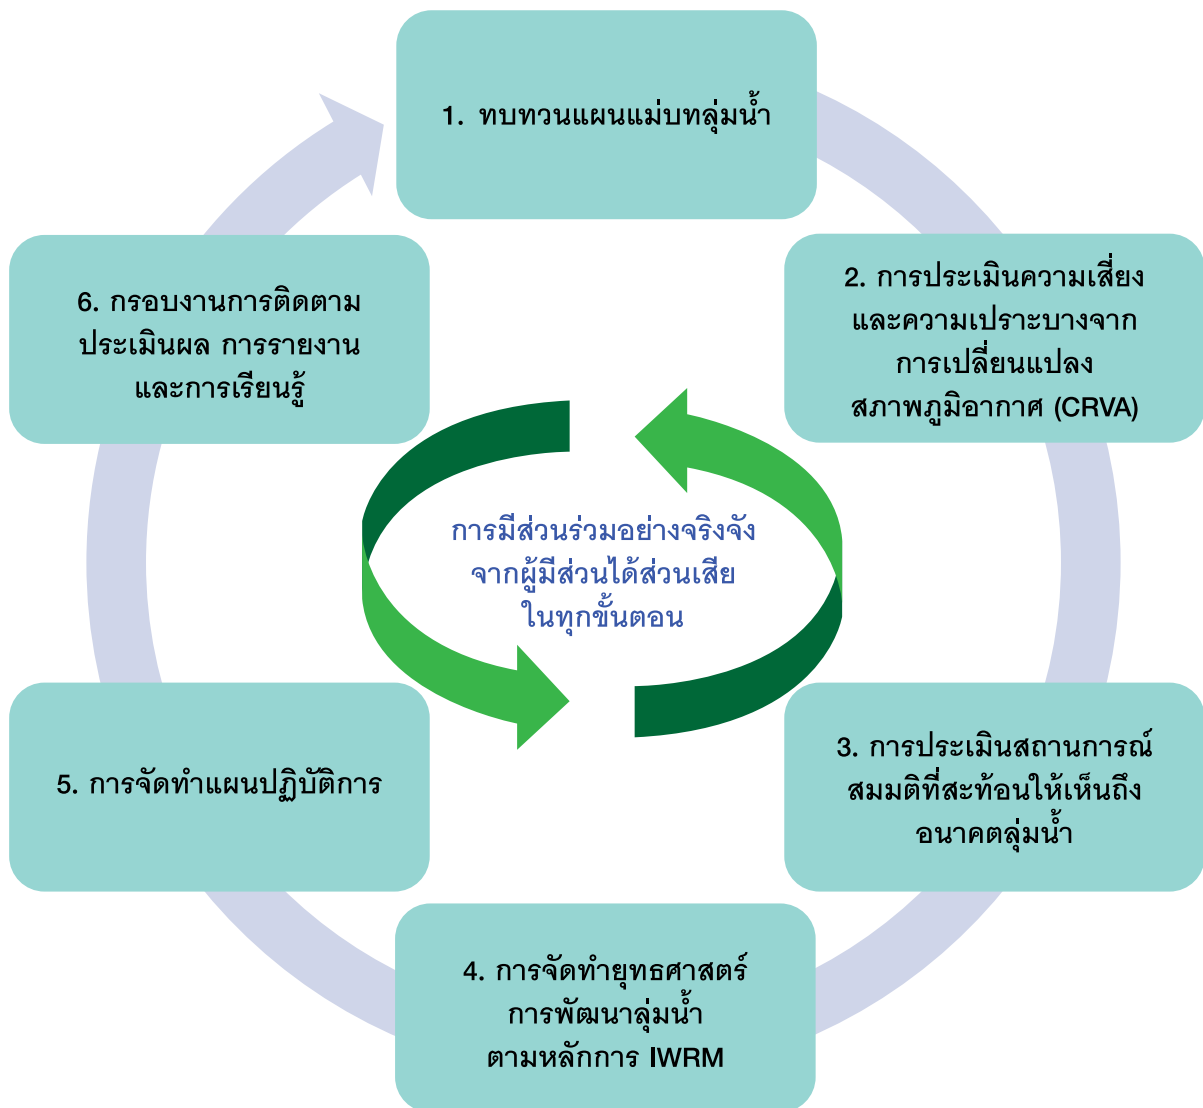 1. ทบทวนแผนแม่บทลุ่มน้ำ
2. การประเมินความเสี่ยง
และความเปราะบางจาก
การเปลี่ยนแปลง
สภาพภูมิอากาศ (CRVA)
3. การประเมินสถานการณ์
สมมติที่สะท้อนให้เห็นถึง
อนาคตลุ่มน้ำ
4. การจัดทำยุทธศาสตร์
การพัฒนาลุ่มน้ำ
ตามหลักการ IWRM
5. การจัดทำแผนปฏิบัติการ
6. กรอบงานการติดตาม
ประเมินผล การรายงาน
และการเรียนรู้
การมีส่วนร่วมอย่างจริงจัง
จากผู้มีส่วนได้ส่วนเสีย
ในทุกขั้นตอน